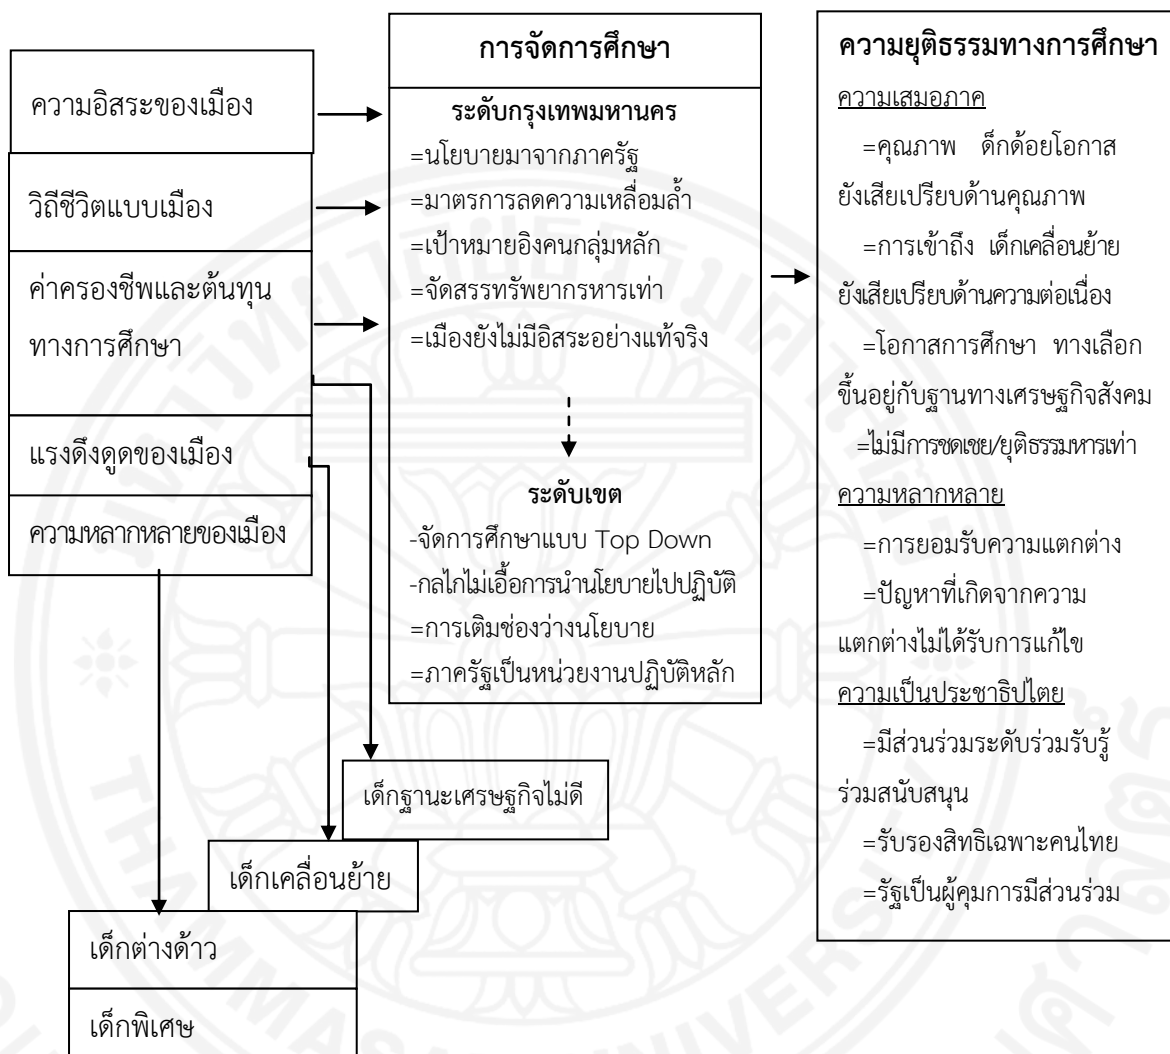 ความอิสระของเมือง
วิถีชีวิตแบบเมือง
ค่าครองชีพและต้นทุน
ทางการศึกษา
แรงดึงดูดของเมือง
ความหลากหลายของเมือง
การจัดการศึกษา
ระดับกรุงเทพมหานคร
=นโยบายมาจากภาครัฐ
=มาตรการลดความเหลื่อมล้ำ
=เป้าหมายอิงคนกลุ่มหลัก
=จัดสรรทรัพยากรหารเท่า
=เมืองยังไม่มีอิสระอย่างแท้จริง
ระดับเขต
-จัดการศึกษาแบบ Top Down
-กลไกไม่เอื้อการนำนโยบายไปปฏิบัติ
=การเติมช่องว่างนโยบาย
=ภาครัฐเป็นหน่วยงานปฏิบัติหลัก
เด็กฐานะเศรษฐกิจไม่ดี
เด็กเคลื่อนย้าย
เด็กต่างด้าว
เด็กพิเศษ
ความยุติธรรมทางการศึกษา
ความเสมอภาค
=คุณภาพ เด็กด้อยโอกาส
ยังเสียเปรียบด้านคุณภาพ
=การเข้าถึง เด็กเคลื่อนย้าย
ยังเสียเปรียบด้านความต่อเนื่อง
=โอกาสการศึกษา ทางเลือก
ขึ้นอยู่กับฐานทางเศรษฐกิจสังคม
=ไม่มีการชดเชย/ยุติธรรมหารเท่า
ความหลากหลาย
=การยอมรับความแตกต่าง
=ปัญหาที่เกิดจากความ
แตกต่างไม่ได้รับการแก้ไข
ความเป็นประชาธิปไตย
=มีส่วนร่วมระดับร่วมรับรู้
ร่วมสนับสนุน
=รับรองสิทธิเฉพาะคนไทย
=รัฐเป็นผู้คุมการมีส่วนร่วม
THAMMASAT UNIVERSITY